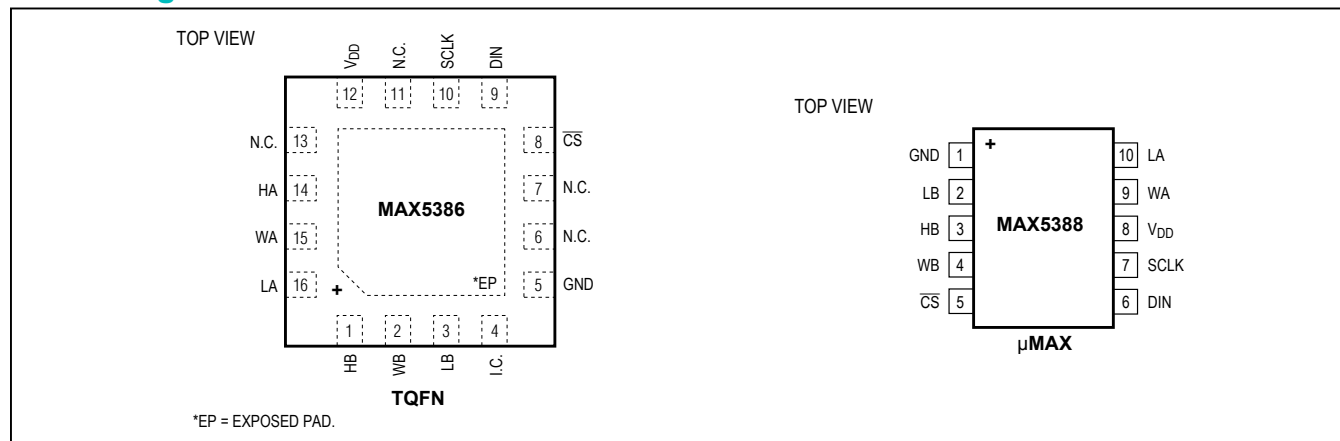 TOP VIEW
VDD
N.C.
SCLK
DIN
12
11
10
9
N.C. 13
8 CS
HA 14
7 N.C.
MAX5386
WA 15
6 N.C.
LA 16
+
*EP
5 GND
1
2
3
4
HB
WB
LB
I.C.
TQFN
*EP = EXPOSED PAD.
TOP VIEW
+
GND 1
10 LA
LB 2
9 WA
HB 3
MAX5388
8 VDD
WB 4
7 SCLK
CS 5
6 DIN
µMAX